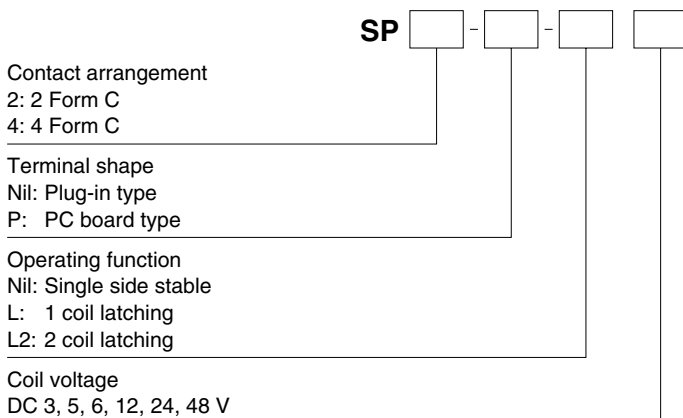 SP - -
Contact arrangement
2: 2 Form C
4: 4 Form C
Terminal shape
Nil: Plug-in type
P: PC board type
Operating function
Nil: Single side stable
L: 1 coil latching
L2: 2 coil latching
Coil voltage
DC 3, 5, 6, 12, 24, 48 V